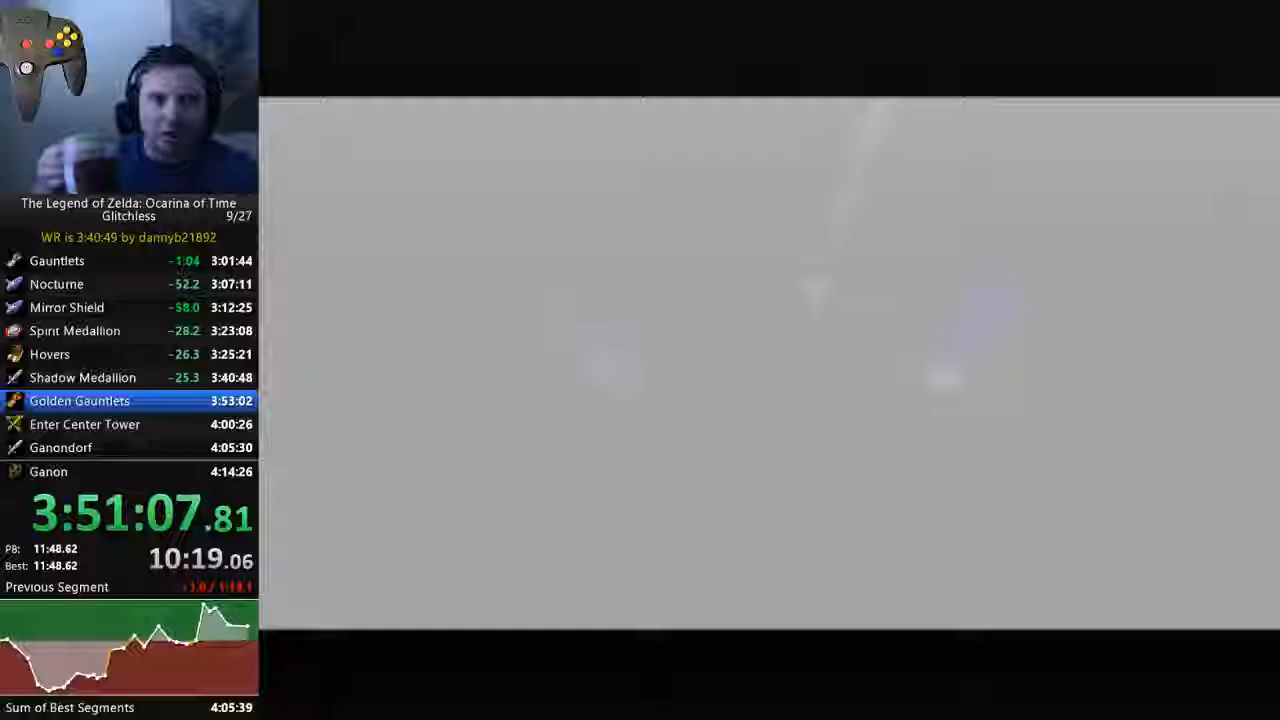 The Legend of Zelda: Ocarina of Time
Glitchless 9/27
WR is 3:40:49 by dannyb21892
Gauntlets -1:04 3:01:44
Nocturne -52.2 3:07:11
Mirror Shield -58.0 3:12:25
Spirit Medallion -28.2 3:23:08
Hovers -26.3 3:25:21
Shadow Medallion -25.3 3:40:48
Golden Gauntlets 3:53:02
Enter Center Tower 4:00:26
Ganondorf 4:05:30
Ganon 4:14:26
3:51:07.81
PB: 11:48.62
10:19.06
Best: 11:48.62
Previous Segment
Sum of Best Segments 4:05:39